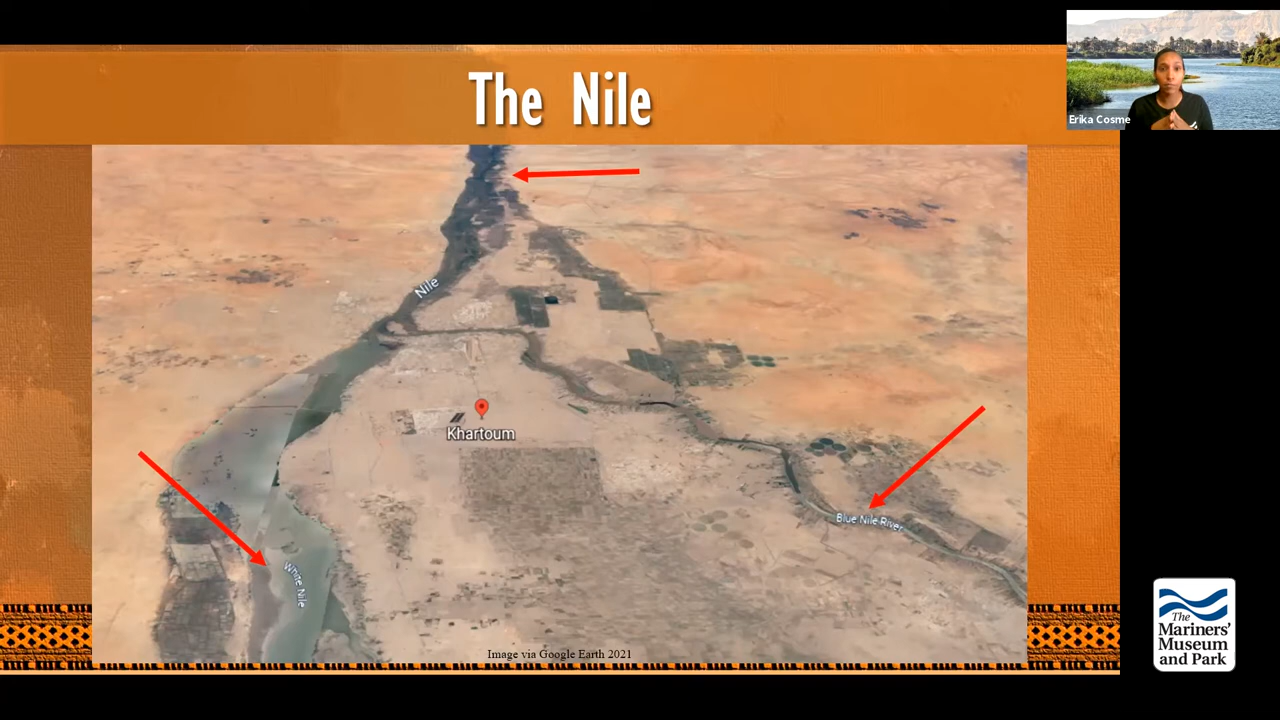 The Nile
Erika Cosme
Nile
Khartoum
Blue Nile River
White Nile
Image via Google Earth 2021
The
Mariners'
Museum
and Park